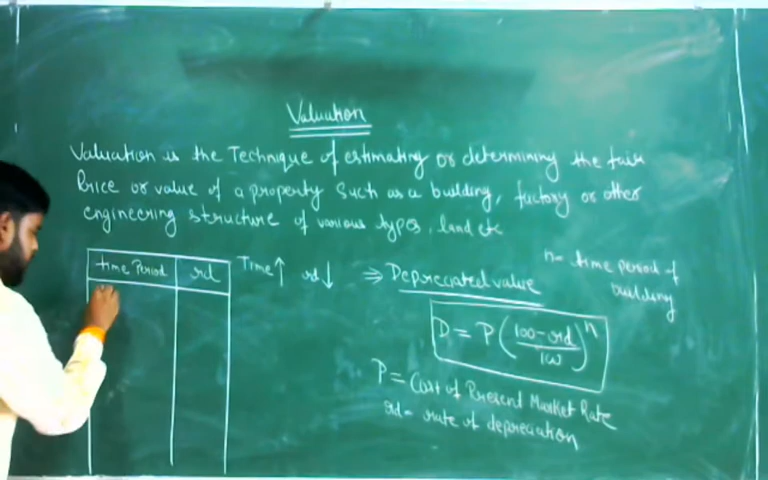 Valuation
Valuation is the Technique of estimating or determining the fair
Price or value of a property Such as a building, factory or other
engineering structure of various types, land etc
time Period rd
Time↑ rd↓ ⇒ Depreciated value
n= time period of
building
D = P((100-rd)/100)^n
P = Cost of Present Market Rate
rd= rate of depreciation